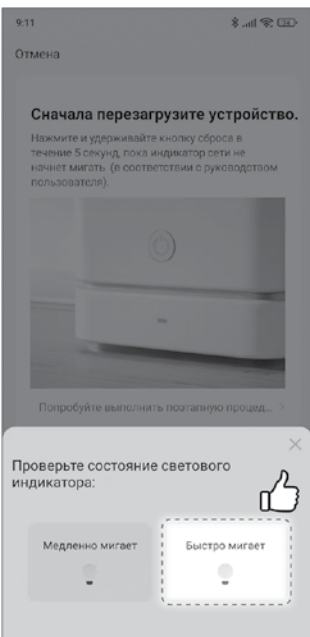 9:11
Отмена
Сначала перезагрузите устройство.
Нажмите и удерживайте кнопку сброса в
течение 5 секунд, пока индикатор сети не
начнет мигать (в соответствии с руководством
пользователя).
Попробуйте выполнить поэтапную процед... >
Проверьте состояние светового
индикатора:
Медленно мигает
Быстро мигает